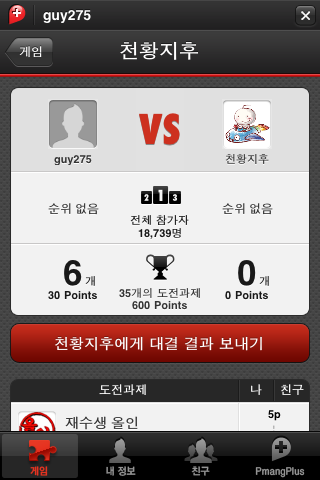 guy275
게임
천황지후
VS
guy275
천황지후
순위 없음
2 1 3
전체 참가자
18,739명
순위 없음
6 개
30 Points
35개의 도전과제
600 Points
0 개
0 Points
천황지후에게 대결 결과 보내기
도전과제 나 친구
재수생 올인
5p
게임 내 정보 친구 PmangPlus